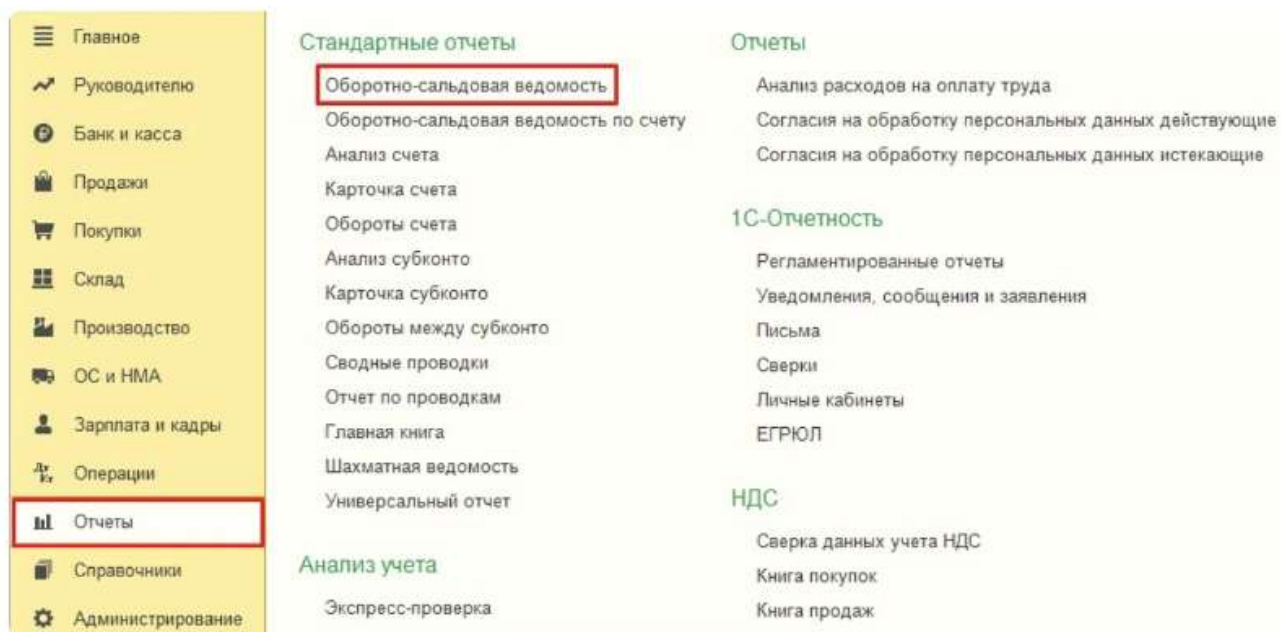 Главное
Руководителю
Банк и касса
Продажи
Покупки
Склад
Производство
ОС и НМА
Зарплата и кадры
Дт Кт Операции
Отчеты
Справочники
Администрирование
Стандартные отчеты
Оборотно-сальдовая ведомость
Оборотно-сальдовая ведомость по счету
Анализ счета
Карточка счета
Обороты счета
Анализ субконто
Карточка субконто
Обороты между субконто
Сводные проводки
Отчет по проводкам
Главная книга
Шахматная ведомость
Универсальный отчет
Анализ учета
Экспресс-проверка
Отчеты
Анализ расходов на оплату труда
Согласия на обработку персональных данных действующие
Согласия на обработку персональных данных истекающие
1С-Отчетность
Регламентированные отчеты
Уведомления, сообщения и заявления
Письма
Сверки
Личные кабинеты
ЕГРЮЛ
НДС
Сверка данных учета НДС
Книга покупок
Книга продаж